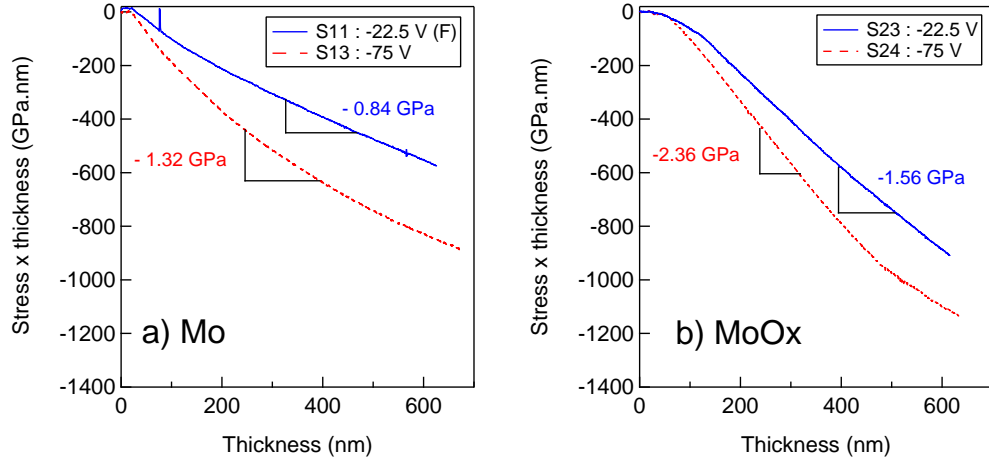 Stress x thickness (GPa.nm)
0
-200
-400
-600
-800
-1000
-1200
-1400
S11 : -22.5 V (F)
S13 : -75 V
- 0.84 GPa
- 1.32 GPa
a) Mo
0 200 400 600
Thickness (nm)
Stress x thickness (GPa.nm)
0
-200
-400
-600
-800
-1000
-1200
-1400
S23 : -22.5 V
S24 : -75 V
-2.36 GPa
-1.56 GPa
b) MoOx
0 200 400 600
Thickness (nm)